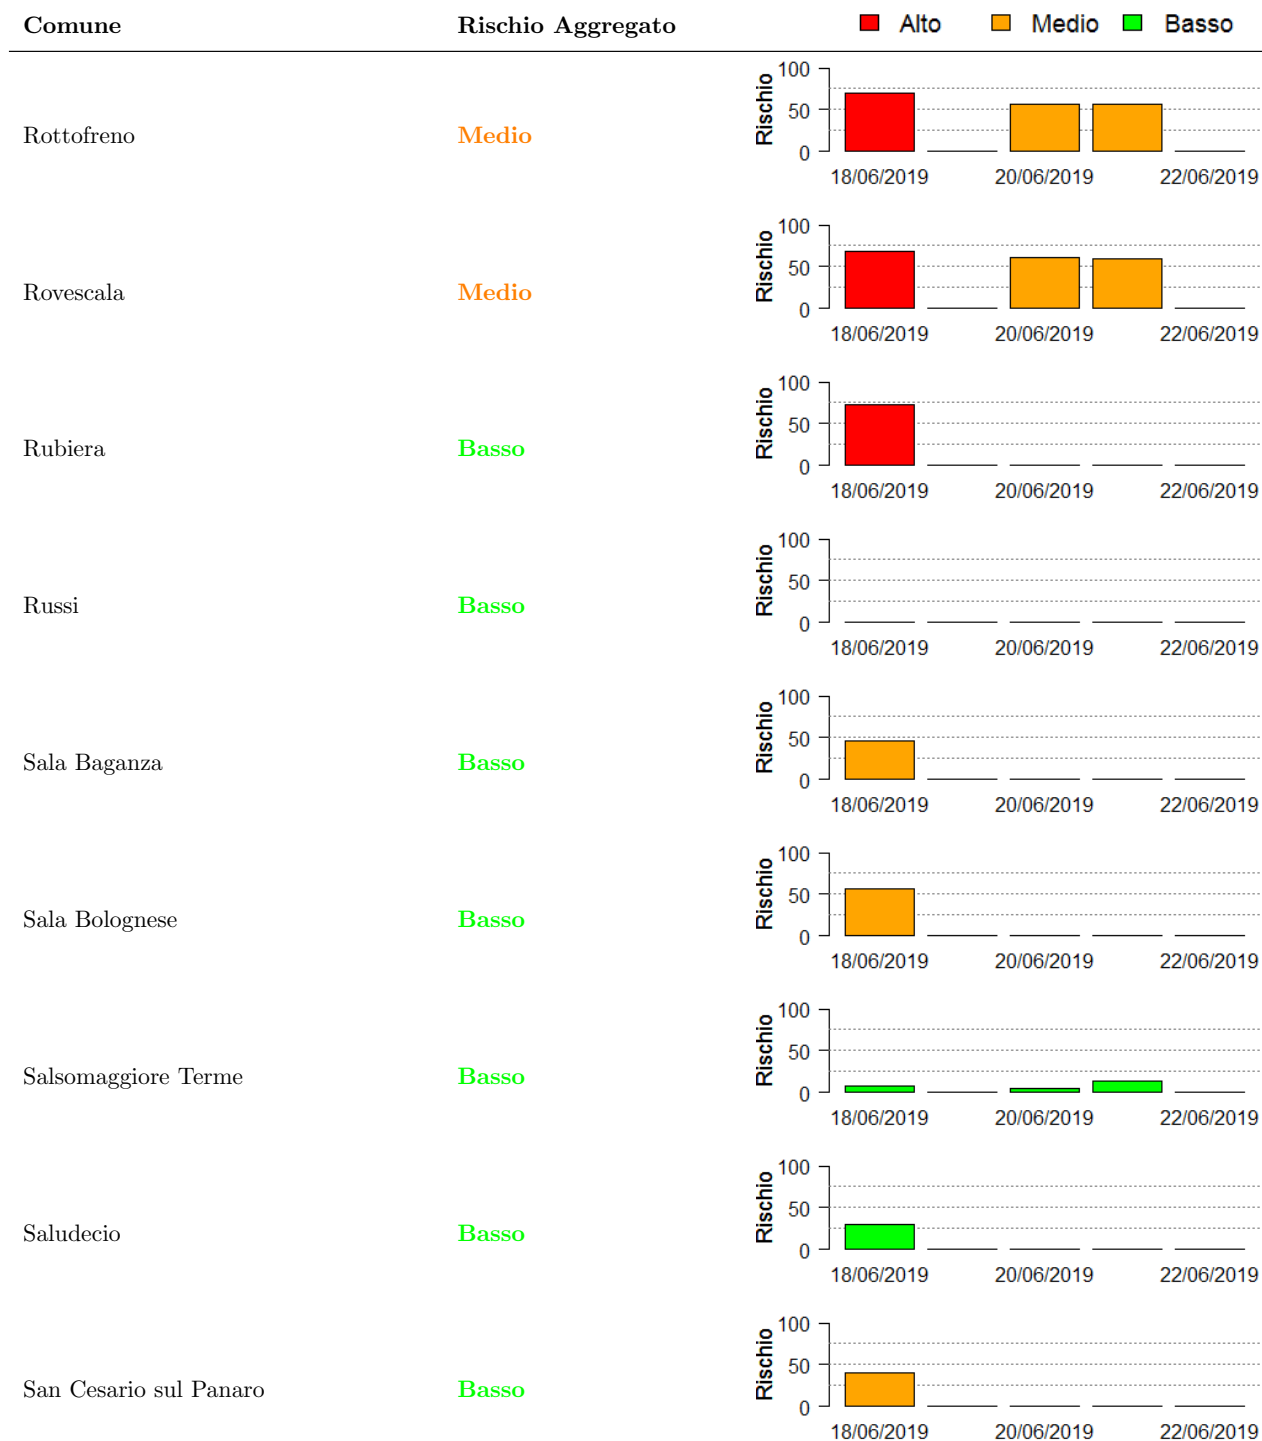 Comune Rischio Aggregato Alto Medio Basso
100
Rischio
50
Rottofreno Medio
0
18/06/2019 20/06/2019 22/06/2019
100
Rischio
50
Rovescala Medio
0
18/06/2019 20/06/2019 22/06/2019
100
Rischio
50
Rubiera Basso
0
18/06/2019 20/06/2019 22/06/2019
100
Rischio
50
Russi Basso
0
18/06/2019 20/06/2019 22/06/2019
100
Rischio
50
Sala Baganza Basso
0
18/06/2019 20/06/2019 22/06/2019
100
Rischio
50
Sala Bolognese Basso
0
18/06/2019 20/06/2019 22/06/2019
100
Rischio
50
Salsomaggiore Terme Basso
0
18/06/2019 20/06/2019 22/06/2019
100
Rischio
50
Saludecio Basso
0
18/06/2019 20/06/2019 22/06/2019
100
Rischio
50
San Cesario sul Panaro Basso
0
18/06/2019 20/06/2019 22/06/2019